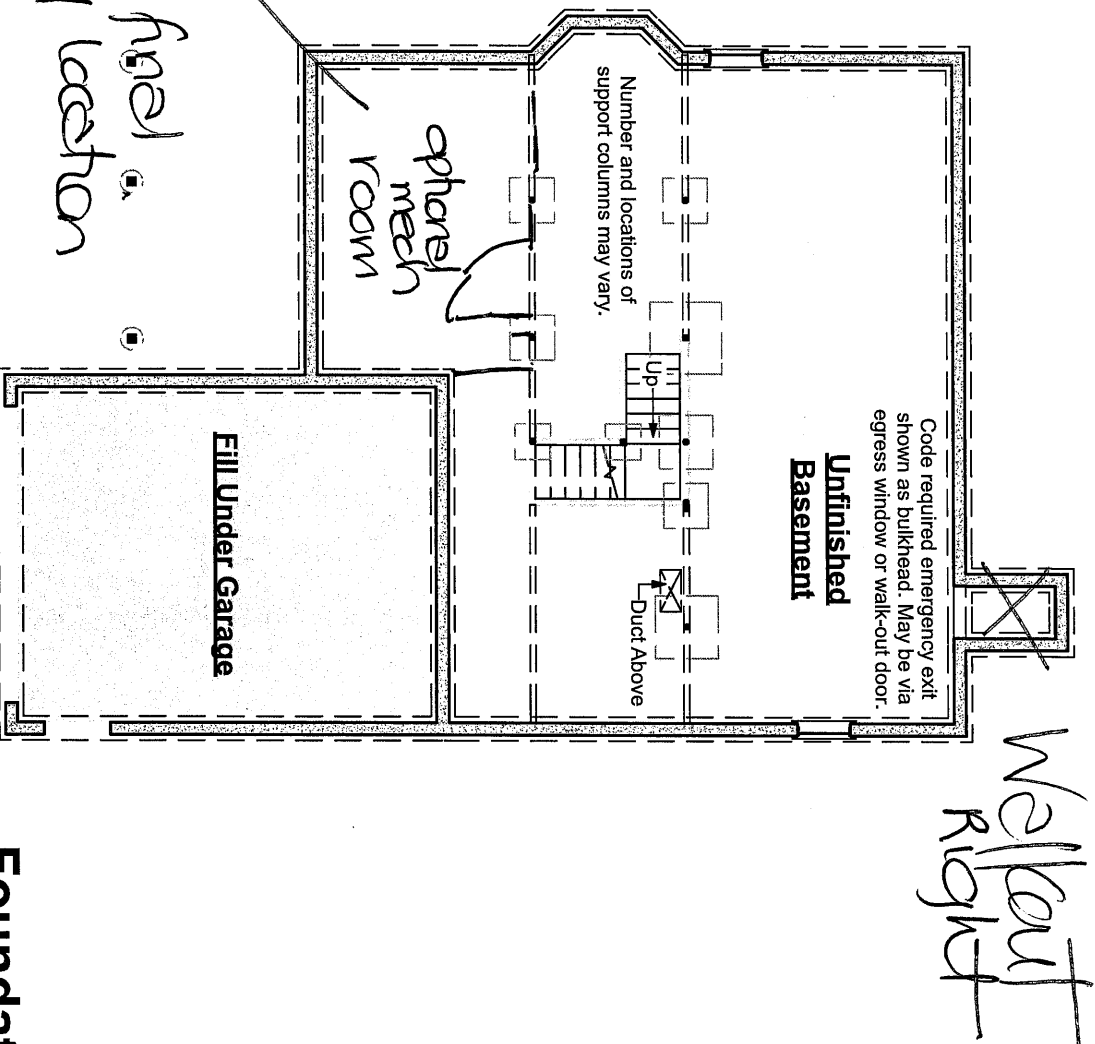 Walkout
Right
Code required emergency exit
shown as bulkhead. May be via
egress window or walk-out door.
Unfinished
Basement
Number and locations of
support columns may vary.
Up
Duct Above
optional
mech
room
Fill Under Garage
final
location
Foundat